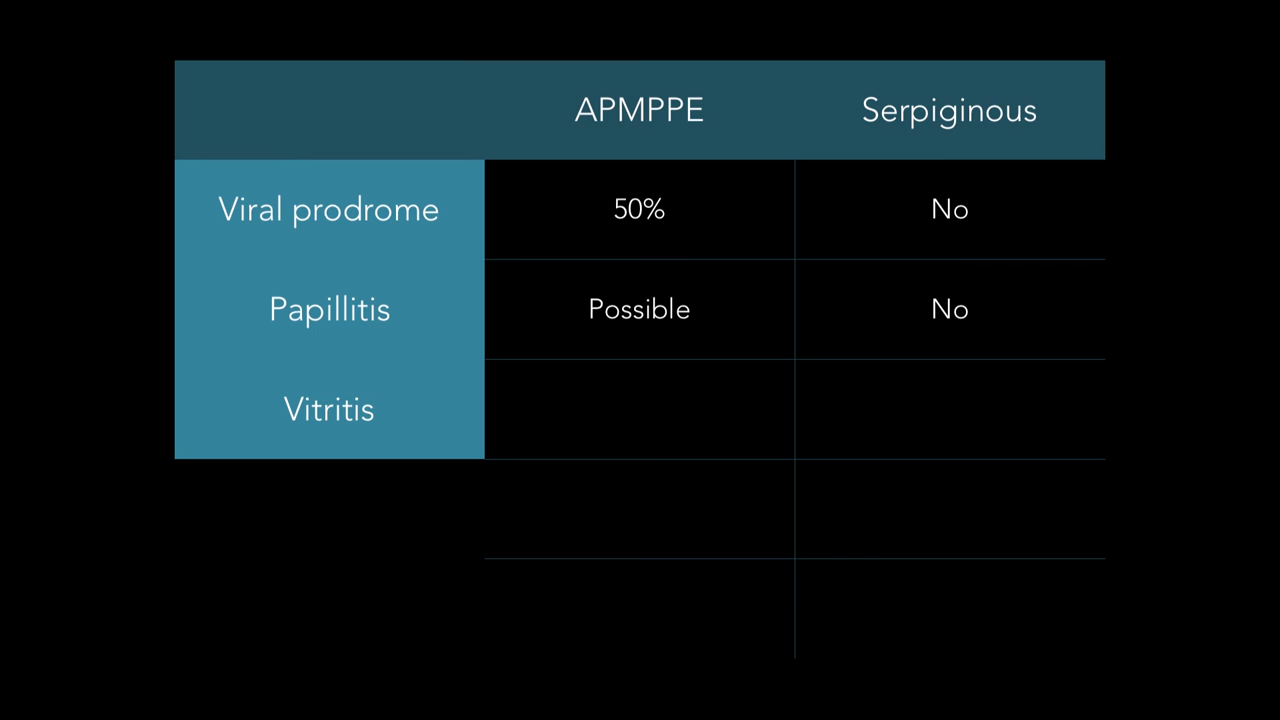 APMPPE Serpiginous
Viral prodrome 50% No
Papillitis Possible No
Vitritis